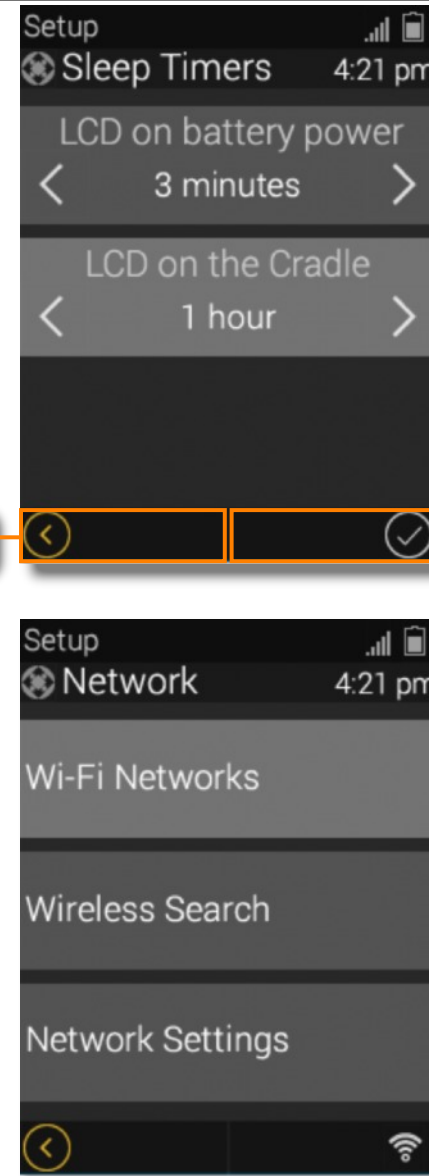 Setup
Sleep Timers 4:21 pm
LCD on battery power
3 minutes
LCD on the Cradle
1 hour
Setup
Network 4:21 pm
Wi-Fi Networks
Wireless Search
Network Settings